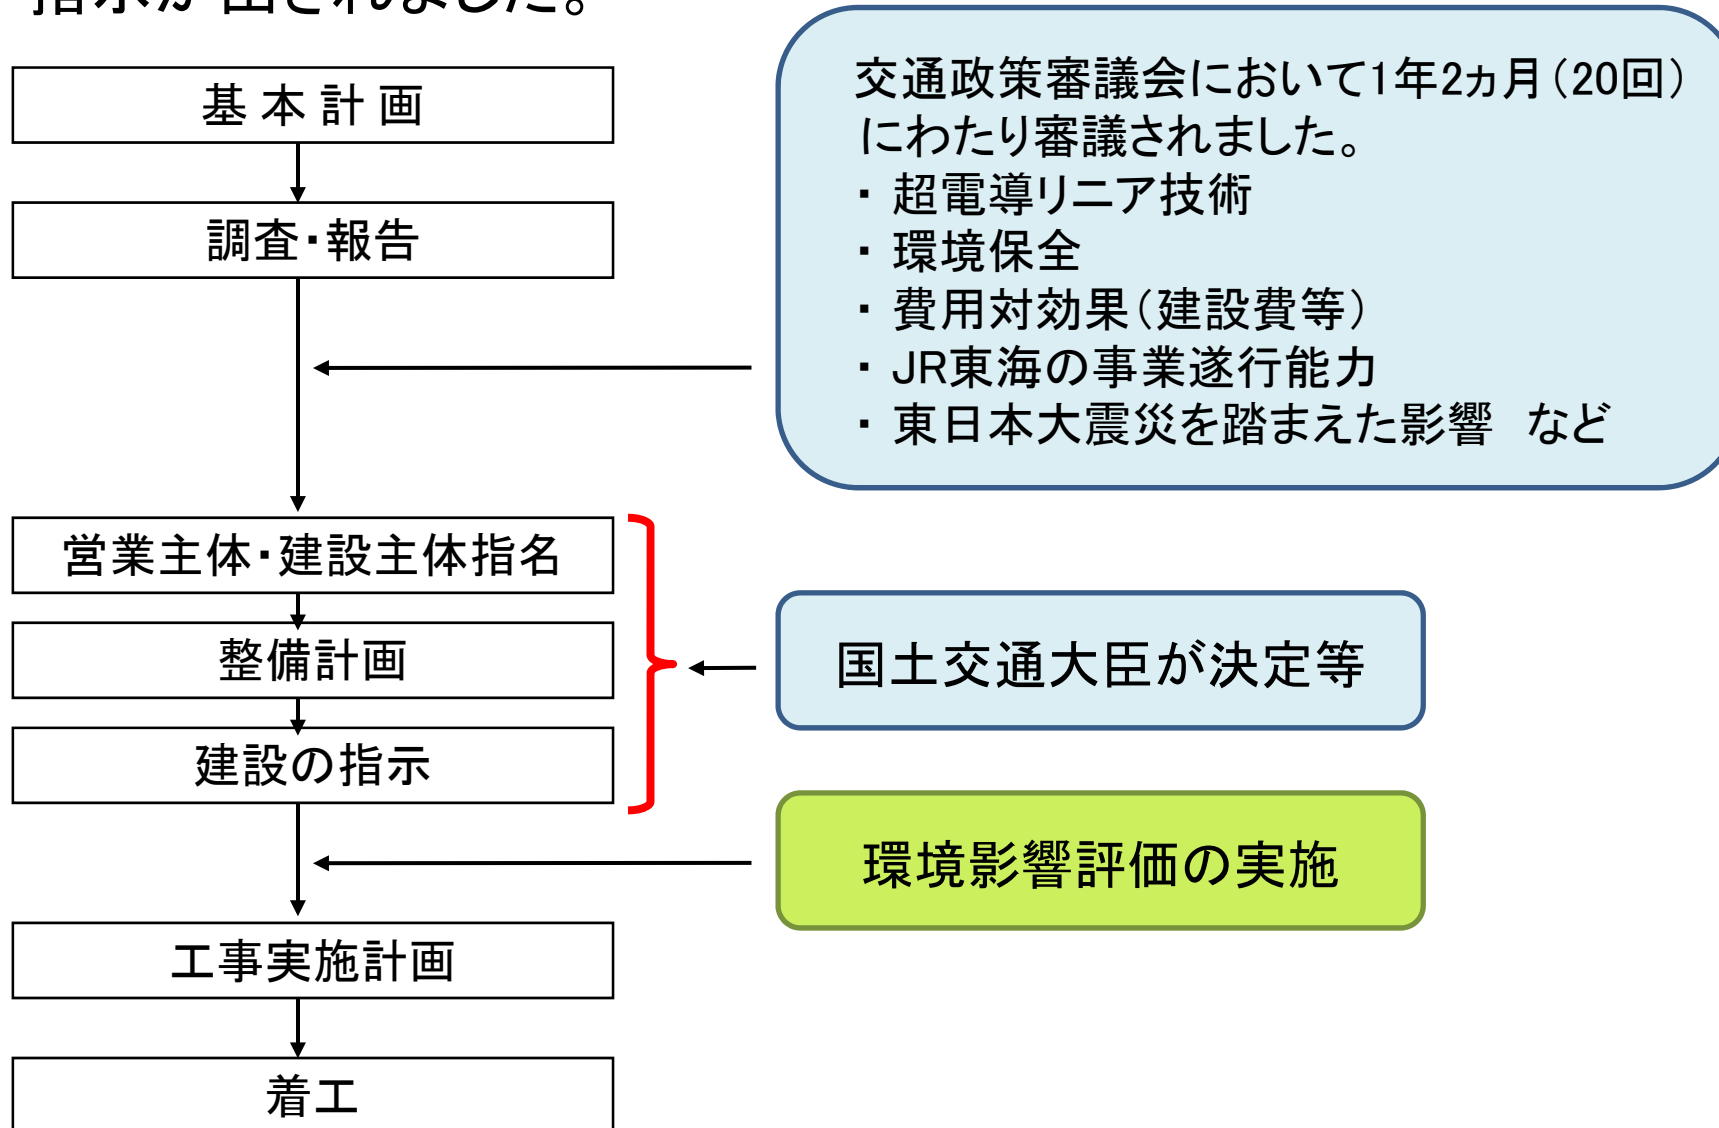 指示が出されました。
基本計画
調査・報告
交通政策審議会において1年2ヵ月（20回）
にわたり審議されました。
・ 超電導リニア技術
・ 環境保全
・ 費用対効果（建設費等）
・ JR東海の事業遂行能力
・ 東日本大震災を踏まえた影響　など
営業主体・建設主体指名
整備計画
建設の指示
国土交通大臣が決定等
環境影響評価の実施
工事実施計画
着工